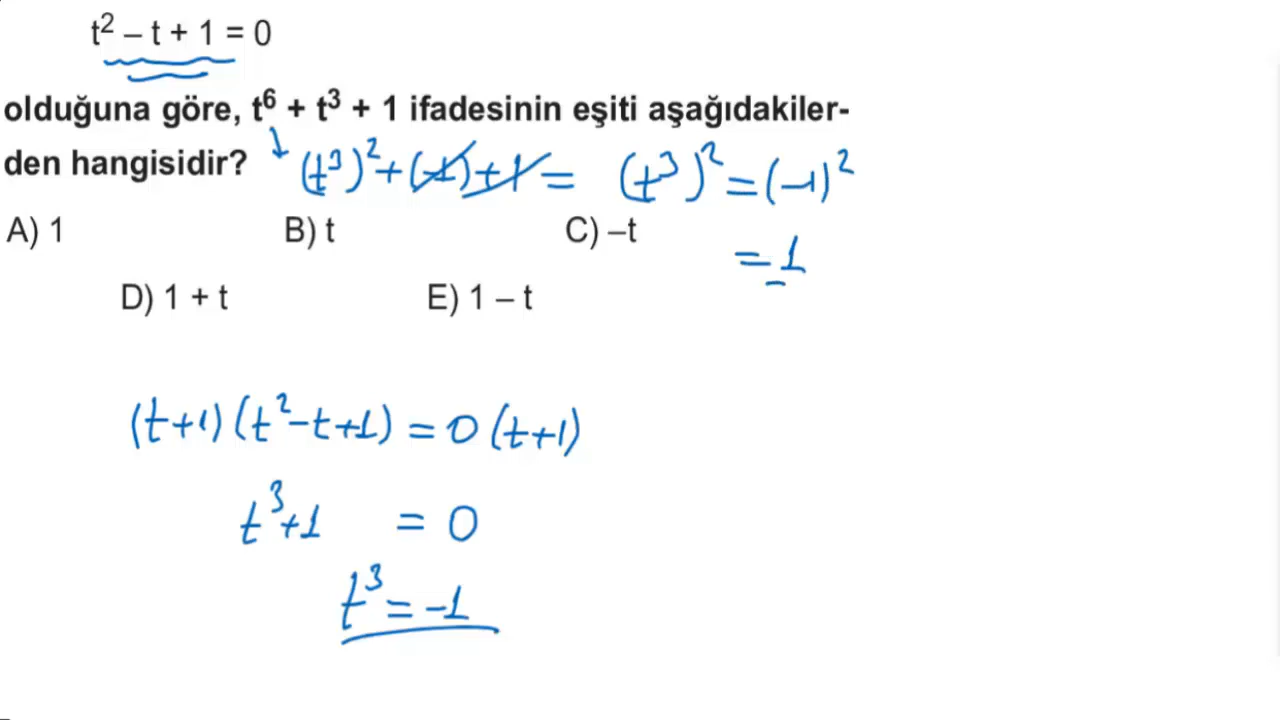 t² – t + 1 = 0
olduğuna göre, t⁶ + t³ + 1 ifadesinin eşiti aşağıdakiler-
den hangisidir?
(t³)² + (-1) + 1 = (t³)² = (-1)²
= 1
A) 1 B) t C) –t
D) 1 + t E) 1 – t
(t+1) (t²-t+1) = 0 (t+1)
t³+1 = 0
t³ = -1